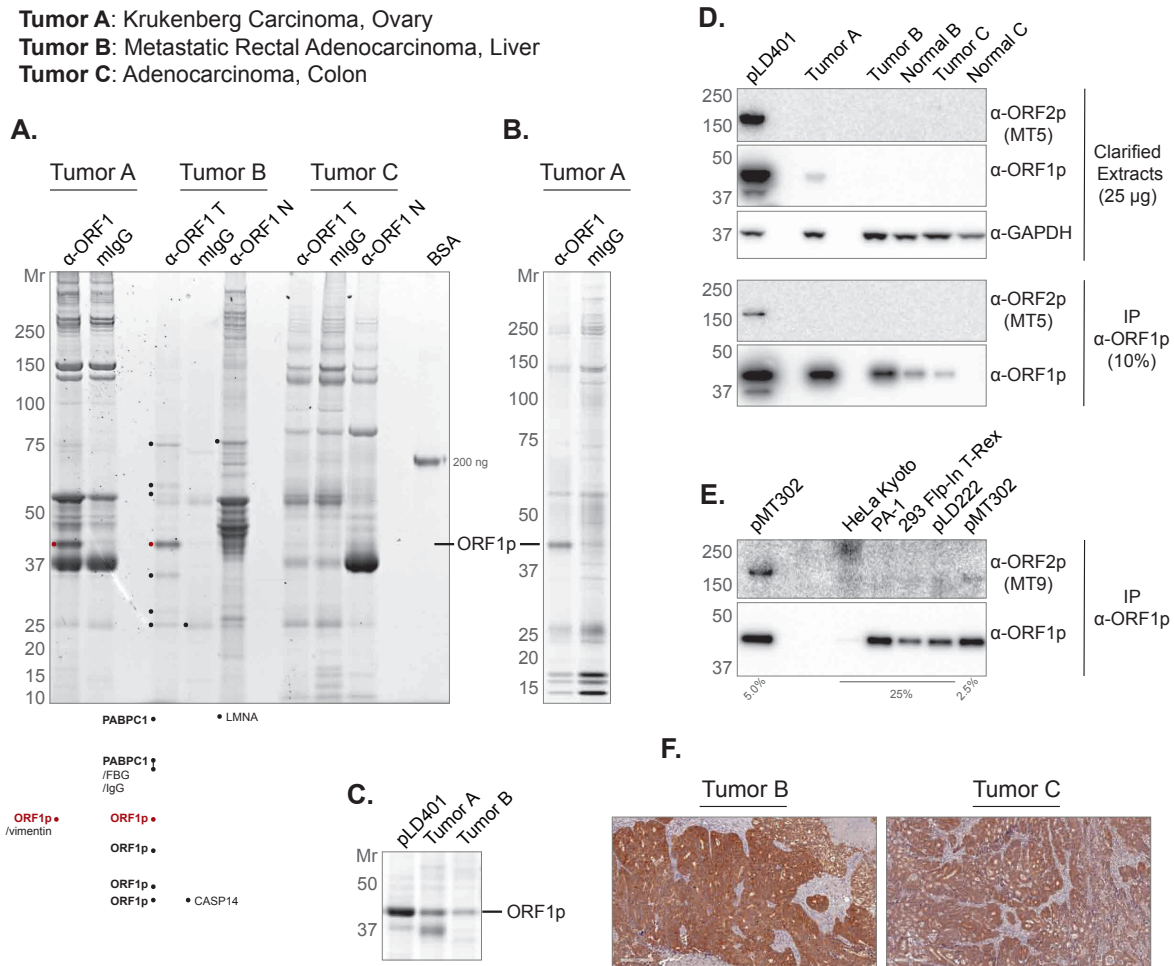 Tumor A: Krukenberg Carcinoma, Ovary
Tumor B: Metastatic Rectal Adenocarcinoma, Liver
Tumor C: Adenocarcinoma, Colon
A.
Tumor A
Tumor B
Tumor C
α-ORF1
mIgG
α-ORF1 T
mIgG
α-ORF1 N
α-ORF1 T
mIgG
α-ORF1 N
BSA
Mr
250
150
100
75
50
37
25
20
15
10
200 ng
ORF1p
PABPC1
LMNA
PABPC1
/FBG
/IgG
ORF1p
/vimentin
ORF1p
ORF1p
ORF1p
ORF1p
CASP14
B.
Tumor A
α-ORF1
mIgG
Mr
250
150
100
75
50
37
25
20
15
C.
pLD401
Tumor A
Tumor B
Mr
50
37
ORF1p
D.
pLD401
Tumor A
Tumor B
Normal B
Tumor C
Normal C
250
150
α-ORF2p
(MT5)
50
37
α-ORF1p
37
α-GAPDH
Clarified
Extracts
(25 µg)
250
150
α-ORF2p
(MT5)
50
37
α-ORF1p
IP
α-ORF1p
(10%)
E.
pMT302
HeLa Kyoto
PA-1
293 Flp-In T-Rex
pLD222
pMT302
250
150
α-ORF2p
(MT9)
50
37
α-ORF1p
IP
α-ORF1p
5.0%
25%
2.5%
F.
Tumor B
Tumor C